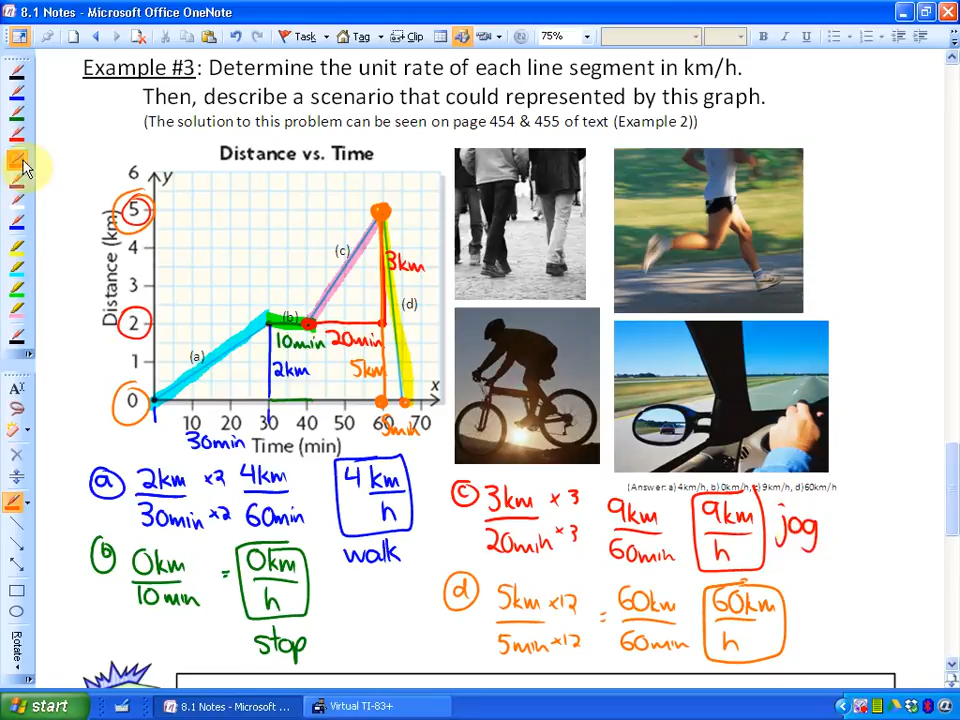 8.1 Notes - Microsoft Office OneNote
Task
Tag
Clip
75%
B I U
Example #3: Determine the unit rate of each line segment in km/h.
Then, describe a scenario that could represented by this graph.
(The solution to this problem can be seen on page 454 & 455 of text (Example 2))
Distance vs. Time
6 y
5
4
3
2
1
0
Distance (km)
(a)
(b)
(c)
(d)
3km
10min
20min
2km
5km
x
10 20 30 40 50 60 70
5min
30min
Time (min)
(Answer: a) 4km/h, b) 0km/h, c) 9km/h, d) 60km/h
a 2km ×2 4km
30min ×2 60min
4 km
h
walk
b 0km = 0km
10min h
stop
c 3km × 3 9km 9km
20min × 3 60min h
jog
d 5km ×12 = 60km 60km
5min ×12 60min h
A
Rotate
start
8.1 Notes - Microsoft ...
Virtual TI-83+